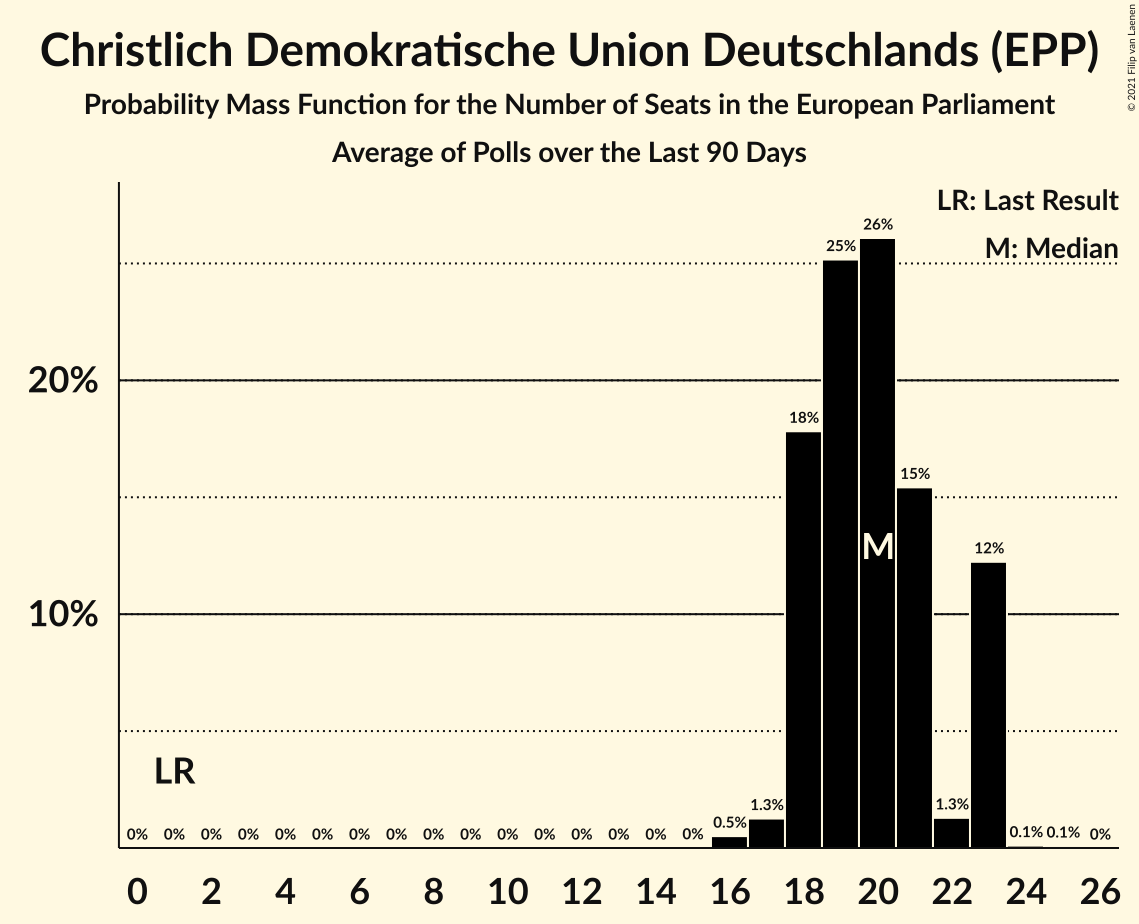 Christlich Demokratische Union Deutschlands (EPP)
Probability Mass Function for the Number of Seats in the European Parliament
Average of Polls over the Last 90 Days
© 2021 Filip van Laenen
LR: Last Result
M: Median
26%
25%
20%
18%
15%
M
12%
10%
LR
0% 0% 0% 0% 0% 0% 0% 0% 0% 0% 0% 0% 0% 0% 0% 0% 0.5% 1.3% 1.3% 0.1% 0.1% 0%
0 2 4 6 8 10 12 14 16 18 20 22 24 26